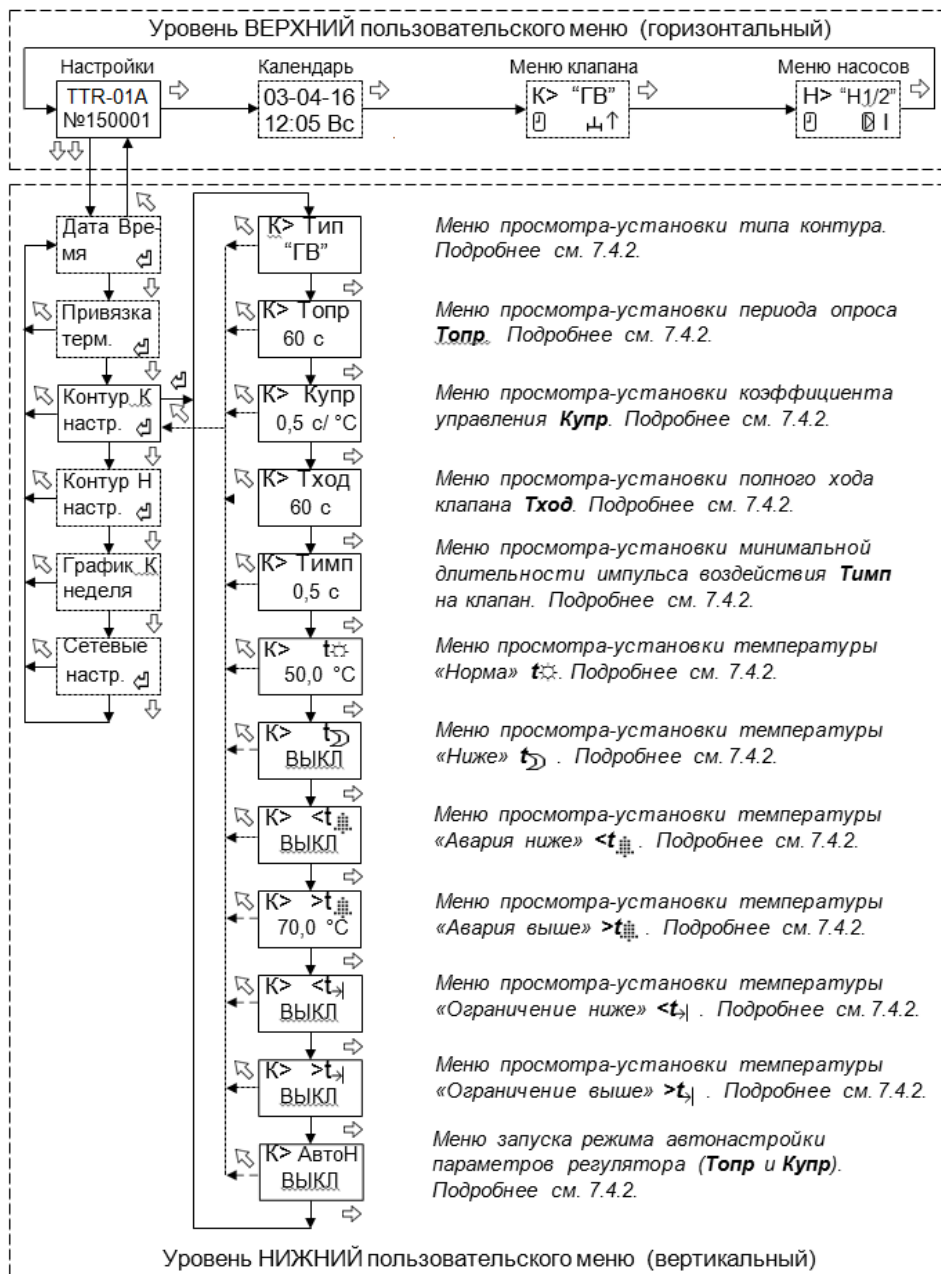 Уровень ВЕРХНИЙ пользовательского меню (горизонтальный)
Настройки
TTR-01A
№150001
Календарь
03-04-16
12:05 Вс
Меню клапана
К> "ГВ"
Меню насосов
Н> "Н1/2"
Дата Вре-
мя
Привязка
терм.
Контур К
настр.
Контур Н
настр.
График К
неделя
Сетевые
настр.
К> Тип
"ГВ"
Меню просмотра-установки типа контура.
Подробнее см. 7.4.2.
К> Топр
60 с
Меню просмотра-установки периода опроса
Топр. Подробнее см. 7.4.2.
К> Купр
0,5 с/ °С
Меню просмотра-установки коэффициента
управления Купр. Подробнее см. 7.4.2.
К> Тход
60 с
Меню просмотра-установки полного хода
клапана Тход. Подробнее см. 7.4.2.
К> Тимп
0,5 с
Меню просмотра-установки минимальной
длительности импульса воздействия Тимп
на клапан. Подробнее см. 7.4.2.
К> t☼
50,0 °С
Меню просмотра-установки температуры
«Норма» t☼. Подробнее см. 7.4.2.
К> t
ВЫКЛ
Меню просмотра-установки температуры
«Ниже» t . Подробнее см. 7.4.2.
К> <t
ВЫКЛ
Меню просмотра-установки температуры
«Авария ниже» <t . Подробнее см. 7.4.2.
К> >t
70,0 °С
Меню просмотра-установки температуры
«Авария выше» >t . Подробнее см. 7.4.2.
К> <t→|
ВЫКЛ
Меню просмотра-установки температуры
«Ограничение ниже» <t→| . Подробнее см. 7.4.2.
К> >t→|
ВЫКЛ
Меню просмотра-установки температуры
«Ограничение выше» >t→| . Подробнее см. 7.4.2.
К> АвтоН
ВЫКЛ
Меню запуска режима автонастройки
параметров регулятора (Топр и Купр).
Подробнее см. 7.4.2.
Уровень НИЖНИЙ пользовательского меню (вертикальный)